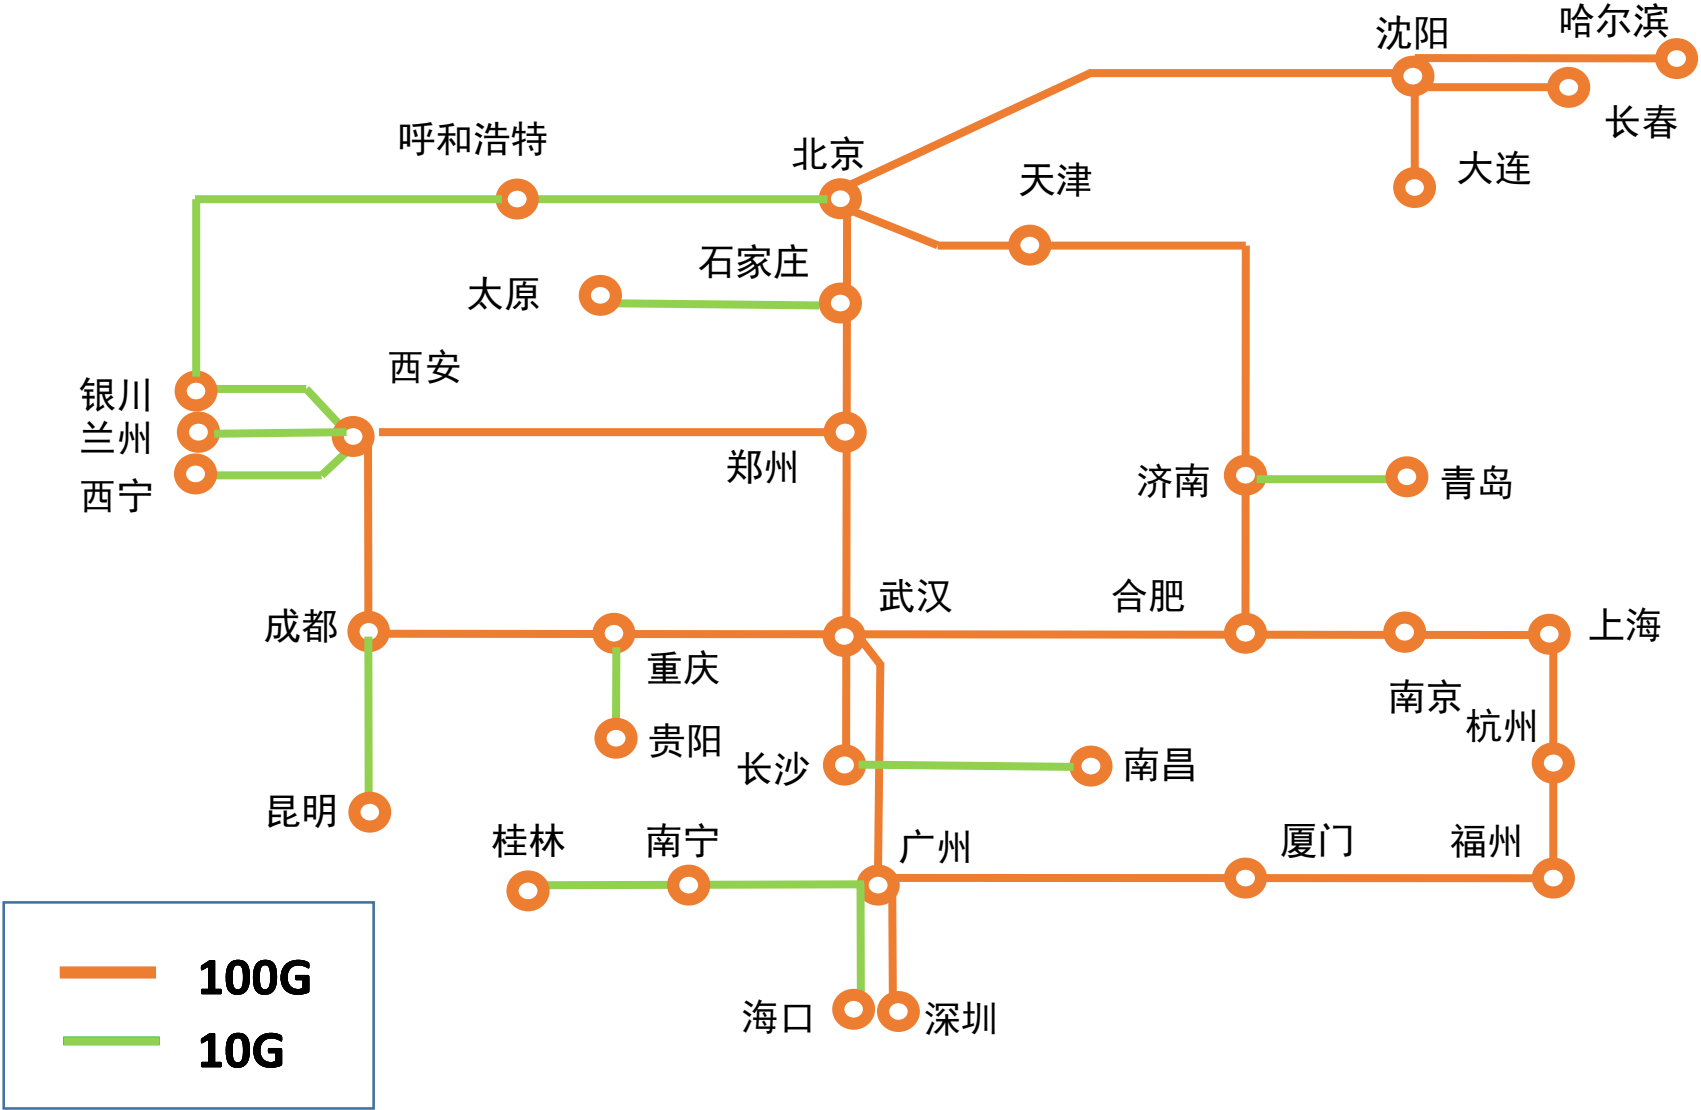 哈尔滨
沈阳
长春
呼和浩特
北京
大连
天津
石家庄
太原
西安
银川
兰州
西宁
郑州
济南
青岛
武汉
合肥
成都
上海
重庆
南京
杭州
贵阳
长沙
南昌
昆明
桂林
南宁
广州
厦门
福州
海口
深圳
100G
10G